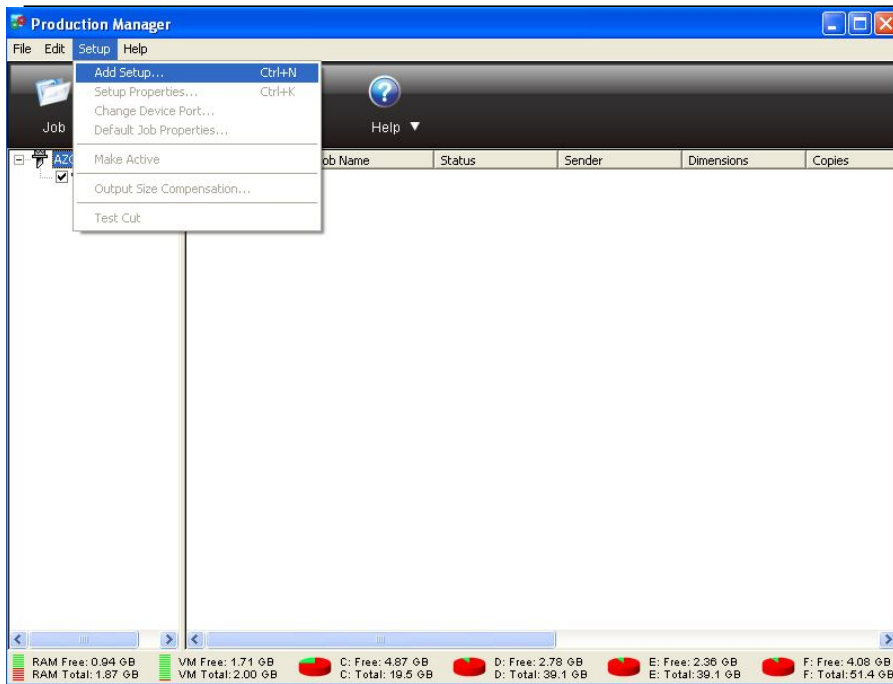 Production Manager
File Edit Setup Help
Add Setup... Ctrl+N
Setup Properties... Ctrl+K
Change Device Port...
Default Job Properties...
Make Active
Output Size Compensation...
Test Cut
Job Help
ob Name Status Sender Dimensions Copies
RAM Free: 0.94 GB VM Free: 1.71 GB C: Free: 4.87 GB D: Free: 2.78 GB E: Free: 2.36 GB F: Free: 4.08 GB
RAM Total: 1.87 GB VM Total: 2.00 GB C: Total: 19.5 GB D: Total: 39.1 GB E: Total: 39.1 GB F: Total: 51.4 GB